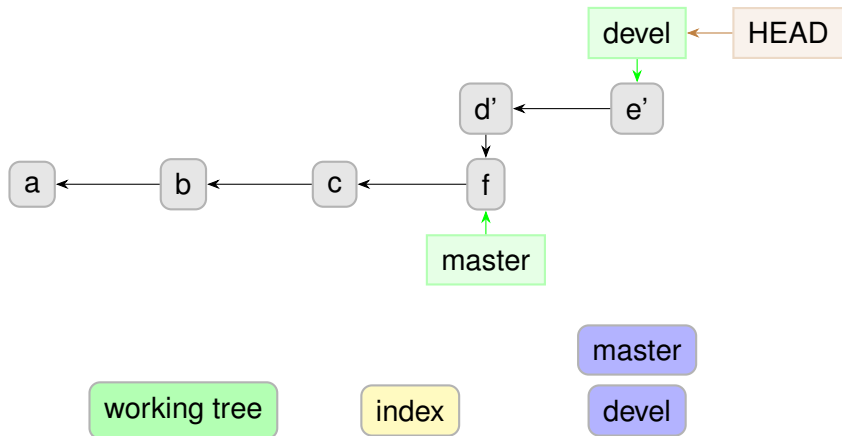 devel HEAD
d’ e’
a b c f
master
master
working tree index devel